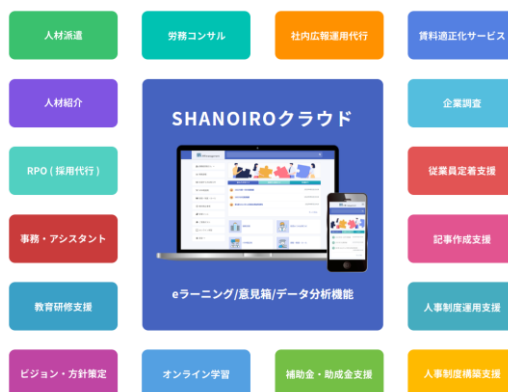 人材派遣
労務コンサル
社内広報運用代行
賃料適正化サービス
人材紹介
SHANOIROクラウド
企業調査
RPO ( 採用代行 )
従業員定着支援
事務・アシスタント
記事作成支援
eラーニング/意見箱/データ分析機能
教育研修支援
人事制度運用支援
ビジョン・方針策定
オンライン学習
補助金・助成金支援
人事制度構築支援